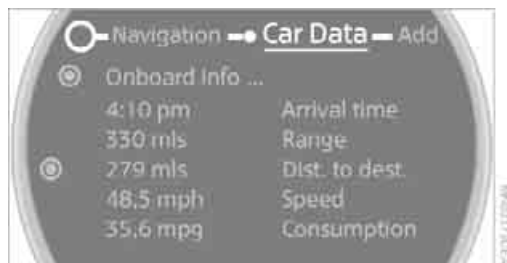 Navigation Car Data Add
Onboard Info ...
4:10 pm Arrival time
330 mls Range
279 mls Dist. to dest.
48.5 mph Speed
35.6 mpg Consumption